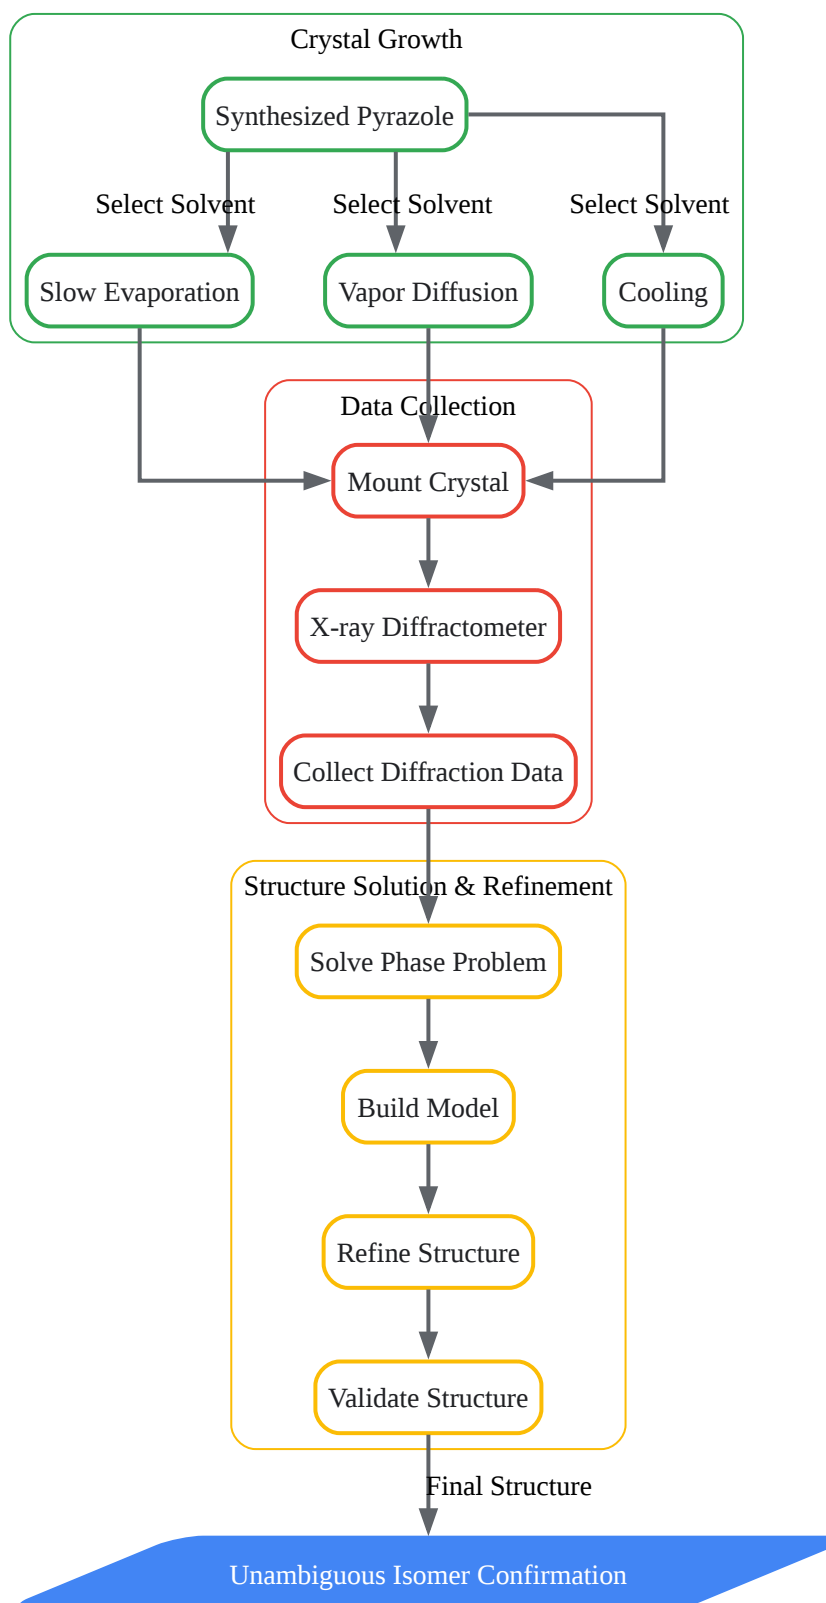 Crystal Growth
Synthesized Pyrazole
Select Solvent
Select Solvent
Select Solvent
Slow Evaporation
Vapor Diffusion
Cooling
Data Collection
Mount Crystal
X-ray Diffractometer
Collect Diffraction Data
Structure Solution & Refinement
Solve Phase Problem
Build Model
Refine Structure
Validate Structure
Final Structure
Unambiguous Isomer Confirmation